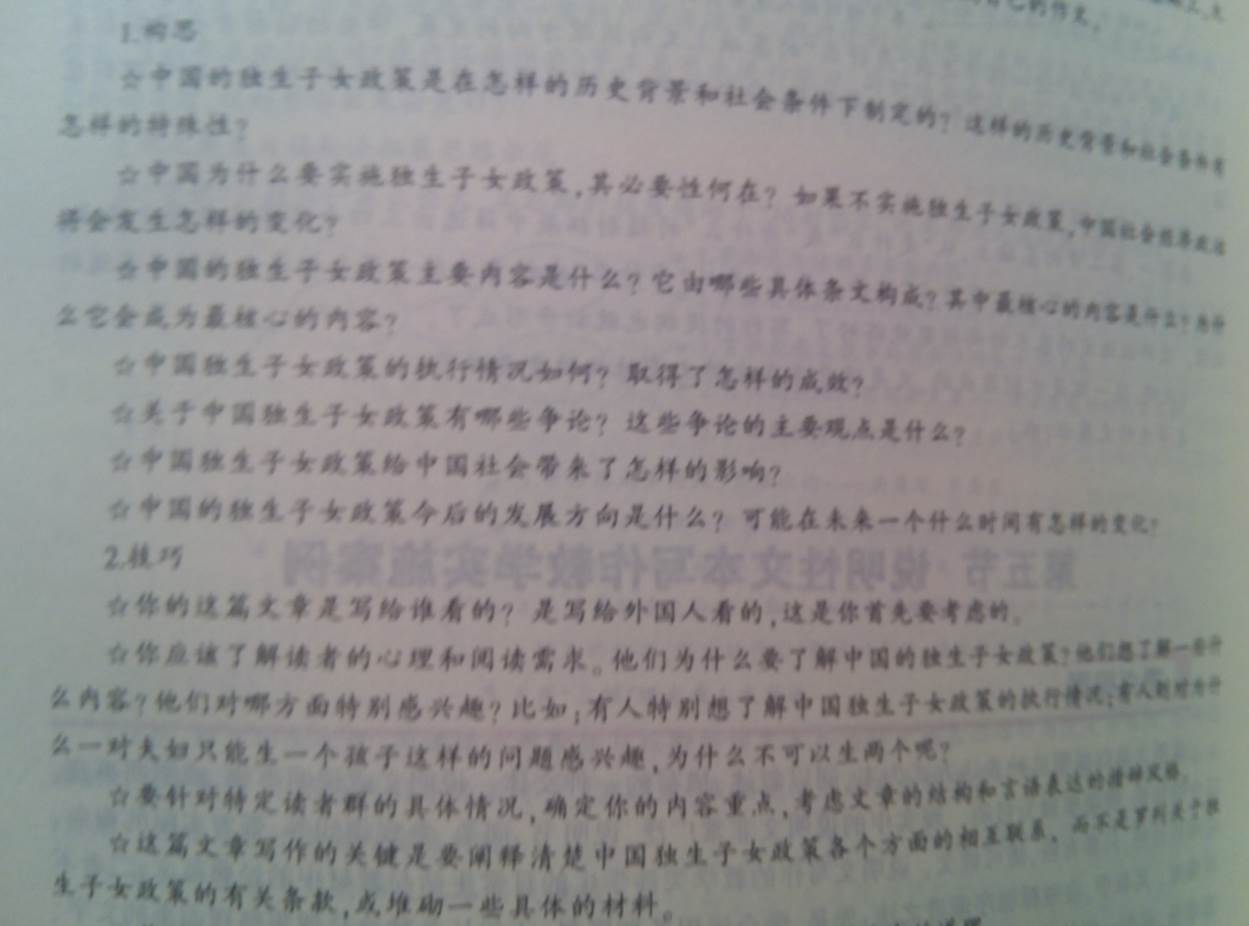 己的作文。
1.构思
☆中国的独生子女政策是在怎样的历史背景和社会条件下制定的？这样的历史背景和社会条件有
怎样的特殊性？
☆中国为什么要实施独生子女政策，其必要性何在？如果不实施独生子女政策，中国社会
将会发生怎样的变化？
☆中国的独生子女政策主要内容是什么？它由哪些具体条文构成？其中最核心的内容是什么？为什
么它会成为最核心的内容？
☆中国独生子女政策的执行情况如何？取得了怎样的成效？
☆关于中国独生子女政策有哪些争论？这些争论的主要观点是什么？
☆中国独生子女政策给中国社会带来了怎样的影响？
☆中国的独生子女政策今后的发展方向是什么？可能在未来一个什么时间有怎样的变化？
2.技巧
第五节 说明性文本写作教学实施案例
☆你的这篇文章是写给谁看的？是写给外国人看的，这是你首先要考虑的。
☆你应该了解读者的心理和阅读需求。他们为什么要了解中国的独生子女政策？他们想了解一些什
么内容？他们对哪方面特别感兴趣？比如，有人特别想了解中国独生子女政策的执行情况；有人则对为什
么一对夫妇只能生一个孩子这样的问题感兴趣，为什么不可以生两个呢？
☆要针对特定读者群的具体情况，确定你的内容重点，考虑文章的结构和言语表达的语辞风格。
☆这篇文章写作的关键是要阐释清楚中国独生子女政策各个方面的相互联系，而不是罗列关于独
生子女政策的有关条款，或堆砌一些具体的材料。